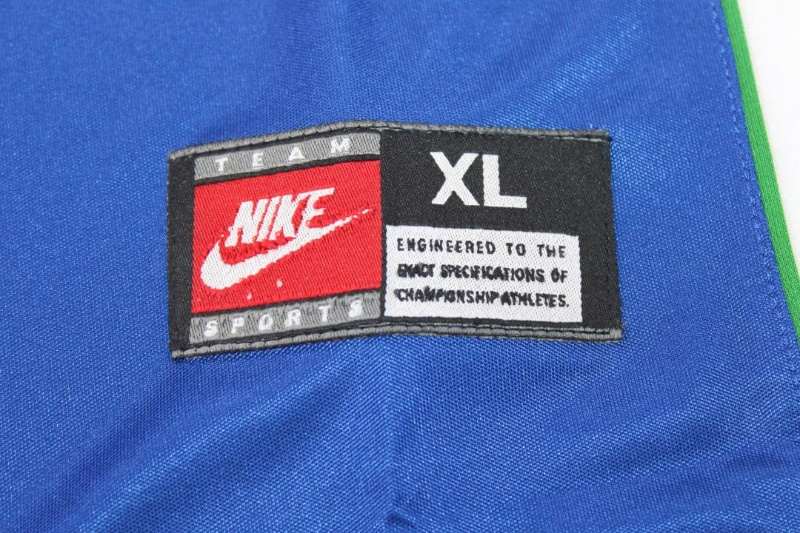 TEAM
NIKE
SPORTS
XL
ENGINEERED TO THE
EXACT SPECIFICATIONS OF
CHAMPIONSHIP ATHLETES.